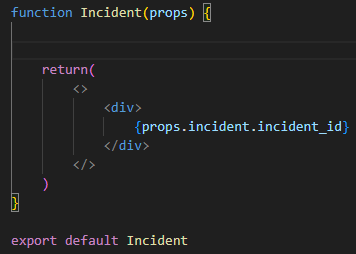 function Incident(props) {
return(
<>
<div>
{props.incident.incident_id}
</div>
</>
)
}
export default Incident